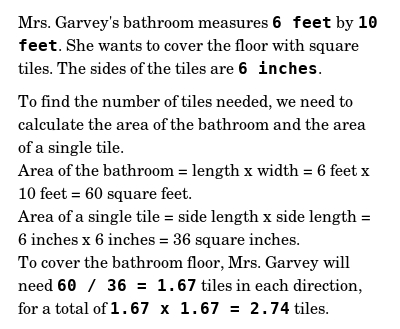 Mrs. Garvey's bathroom measures 6 feet by 10
feet. She wants to cover the floor with square
tiles. The sides of the tiles are 6 inches.
To find the number of tiles needed, we need to
calculate the area of the bathroom and the area
of a single tile.
Area of the bathroom = length x width = 6 feet x
10 feet = 60 square feet.
Area of a single tile = side length x side length =
6 inches x 6 inches = 36 square inches.
To cover the bathroom floor, Mrs. Garvey will
need 60 / 36 = 1.67 tiles in each direction,
for a total of 1.67 x 1.67 = 2.74 tiles.